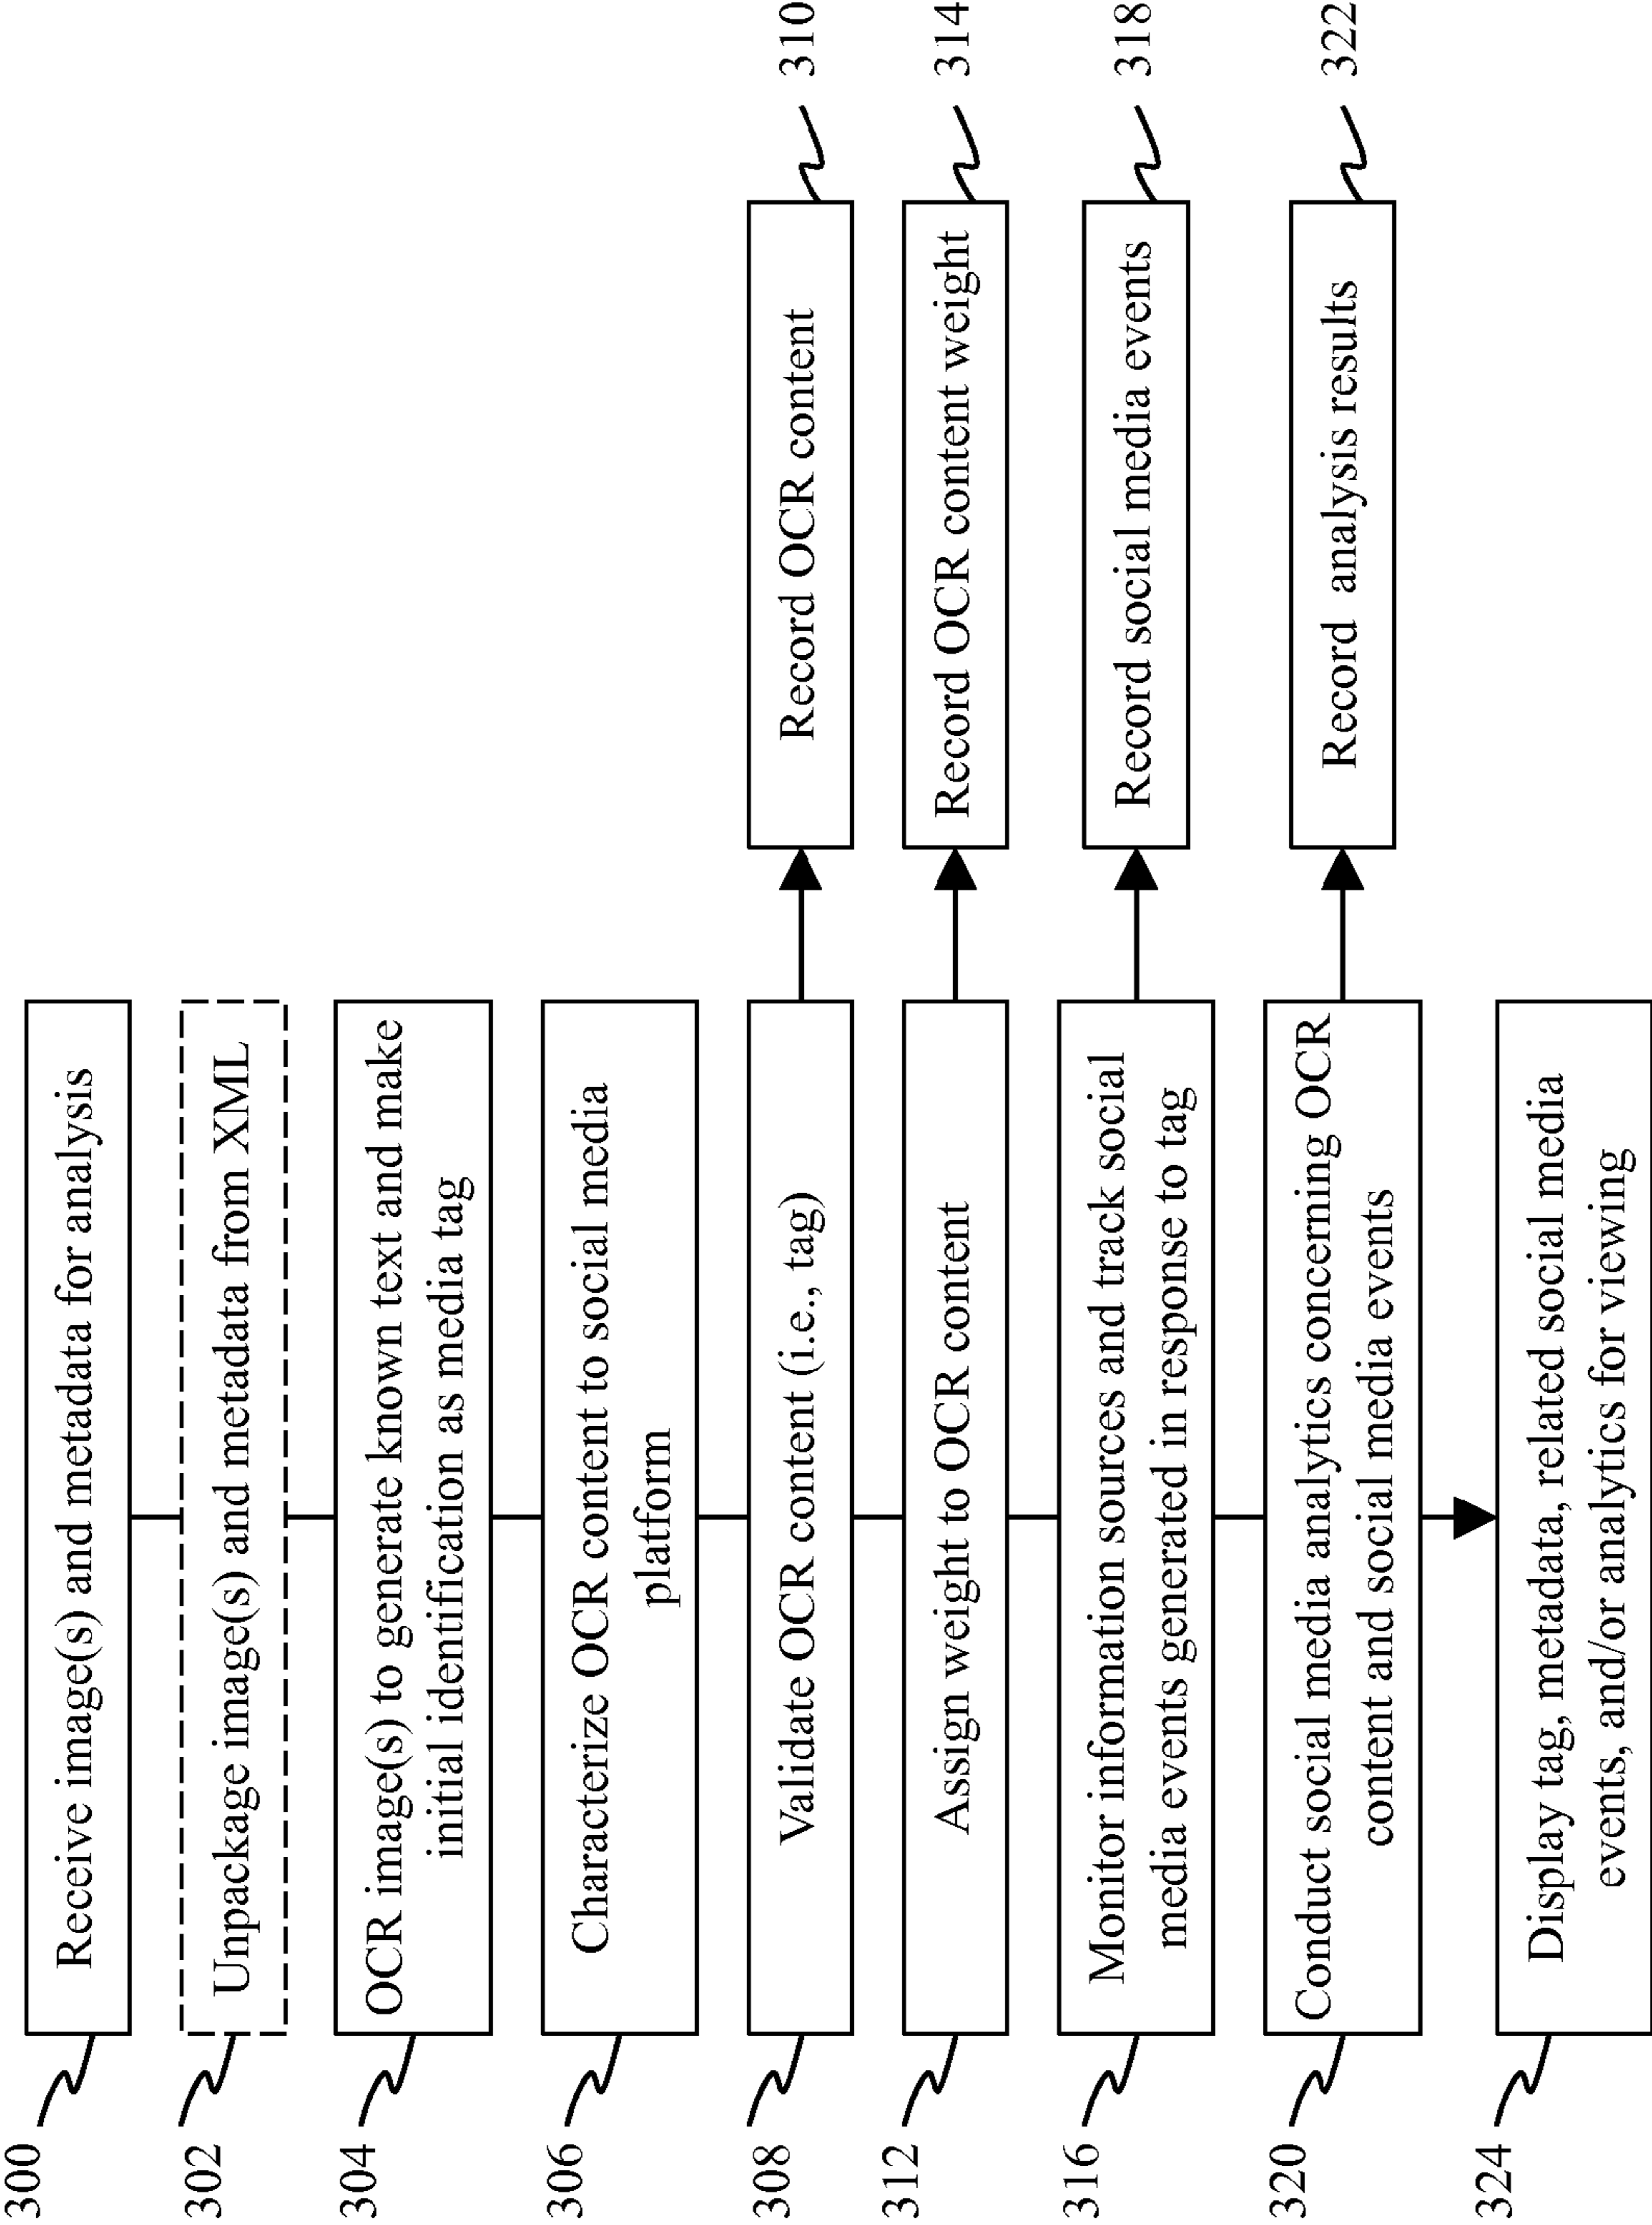 300
Receive image(s) and metadata for analysis
302
Unpackage image(s) and metadata from XML
304
OCR image(s) to generate known text and make
initial identification as media tag
306
Characterize OCR content to social media
platform
308
Validate OCR content (i.e., tag)
Record OCR content
310
312
Assign weight to OCR content
Record OCR content weight
314
316
Monitor information sources and track social
media events generated in response to tag
Record social media events
318
320
Conduct social media analytics concerning OCR
content and social media events
Record analysis results
322
324
Display tag, metadata, related social media
events, and/or analytics for viewing